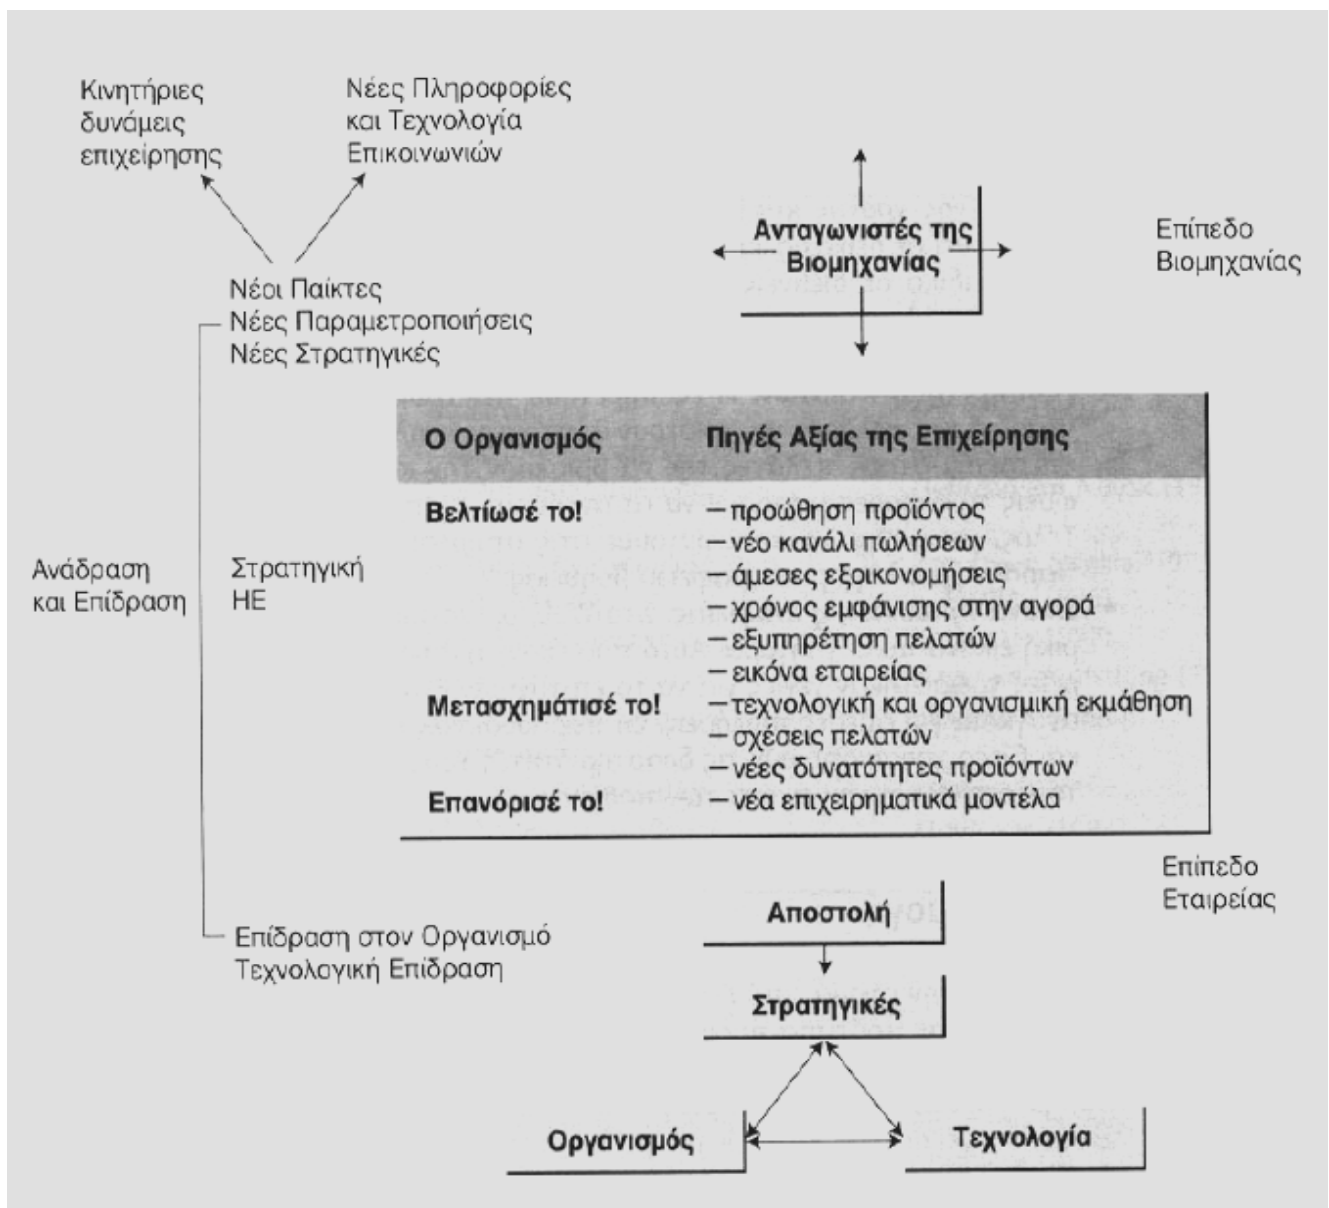 Κινητήριες
δυνάμεις
επιχείρησης
Νέες Πληροφορίες
και Τεχνολογία
Επικοινωνιών
Ανταγωνιστές της
Βιομηχανίας
Επίπεδο
Βιομηχανίας
Νέοι Παίκτες
Νέες Παραμετροποιήσεις
Νέες Στρατηγικές
Ο Οργανισμός Πηγές Αξίας της Επιχείρησης
Βελτίωσέ το! – προώθηση προϊόντος
– νέο κανάλι πωλήσεων
– άμεσες εξοικονομήσεις
– χρόνος εμφάνισης στην αγορά
– εξυπηρέτηση πελατών
– εικόνα εταιρείας
Μετασχημάτισέ το! – τεχνολογική και οργανισμική εκμάθηση
– σχέσεις πελατών
– νέες δυνατότητες προϊόντων
Επανόρισέ το! – νέα επιχειρηματικά μοντέλα
Ανάδραση
και Επίδραση
Στρατηγική
ΗΕ
Επίπεδο
Εταιρείας
Επίδραση στον Οργανισμό
Τεχνολογική Επίδραση
Αποστολή
Στρατηγικές
Οργανισμός
Τεχνολογία